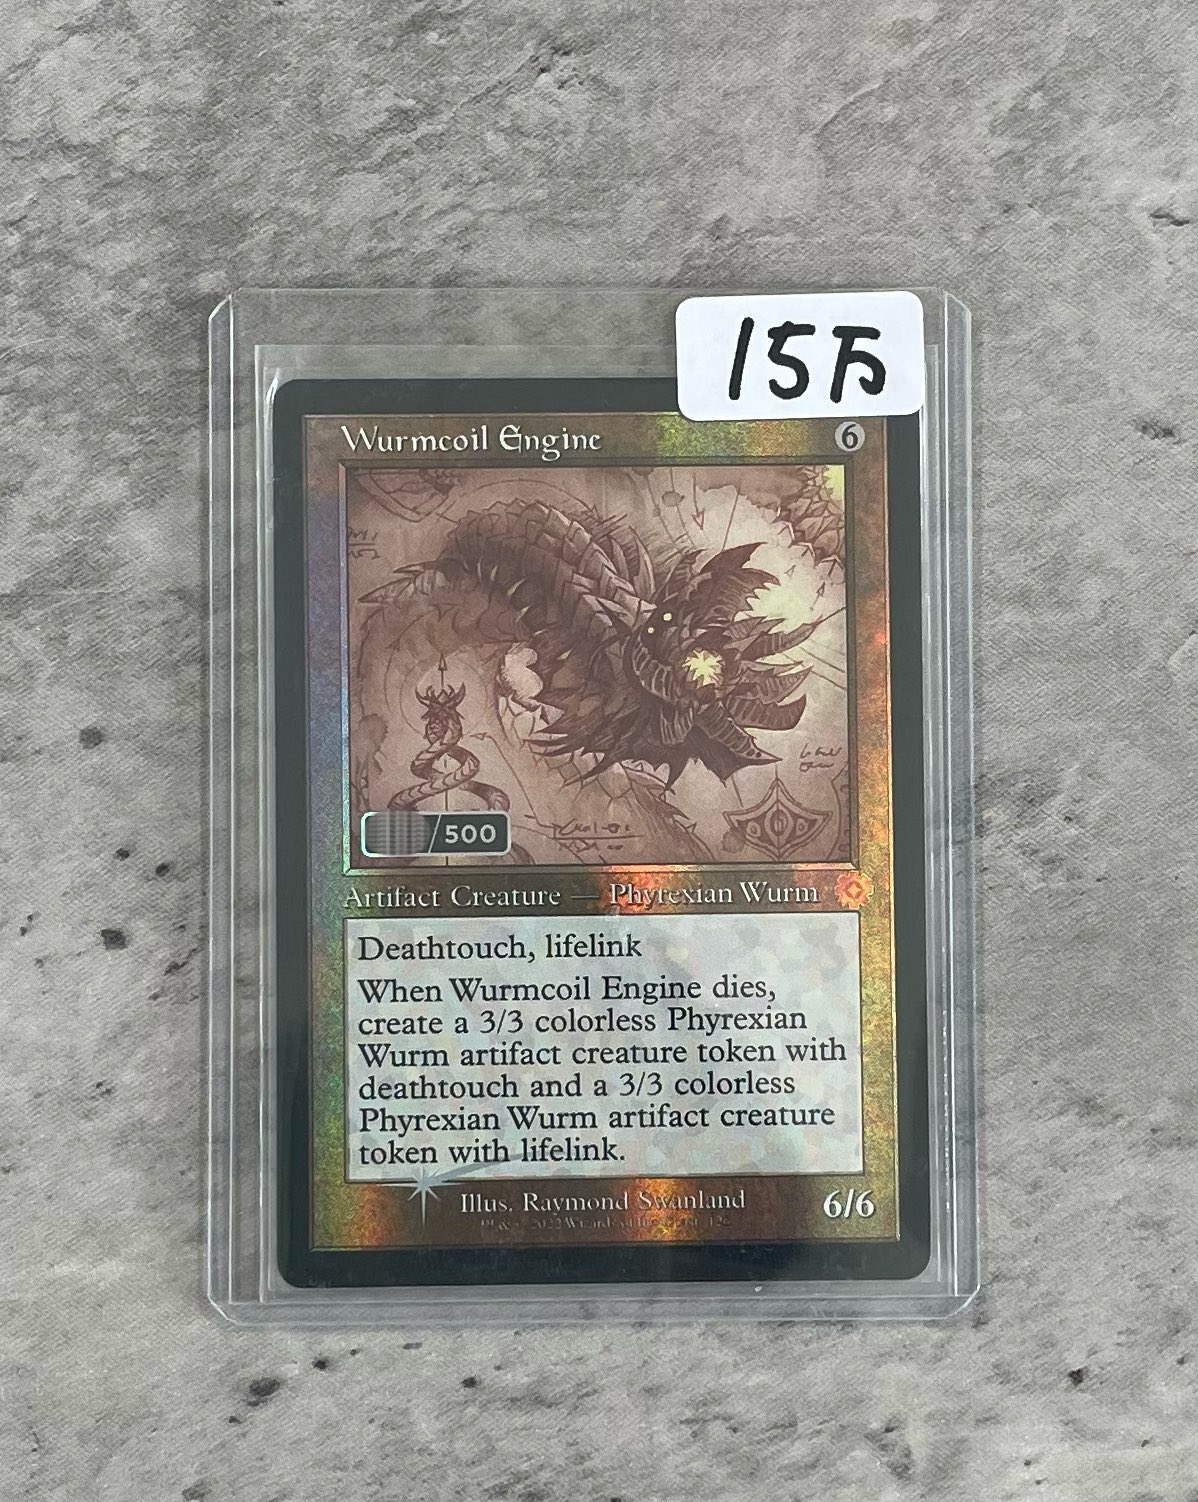 15万
Wurmcoil Engine
6
/500
Artifact Creature — Phyrexian Wurm
Deathtouch, lifelink
When Wurmcoil Engine dies,
create a 3/3 colorless Phyrexian
Wurm artifact creature token with
deathtouch and a 3/3 colorless
Phyrexian Wurm artifact creature
token with lifelink.
Illus. Raymond Swanland
6/6